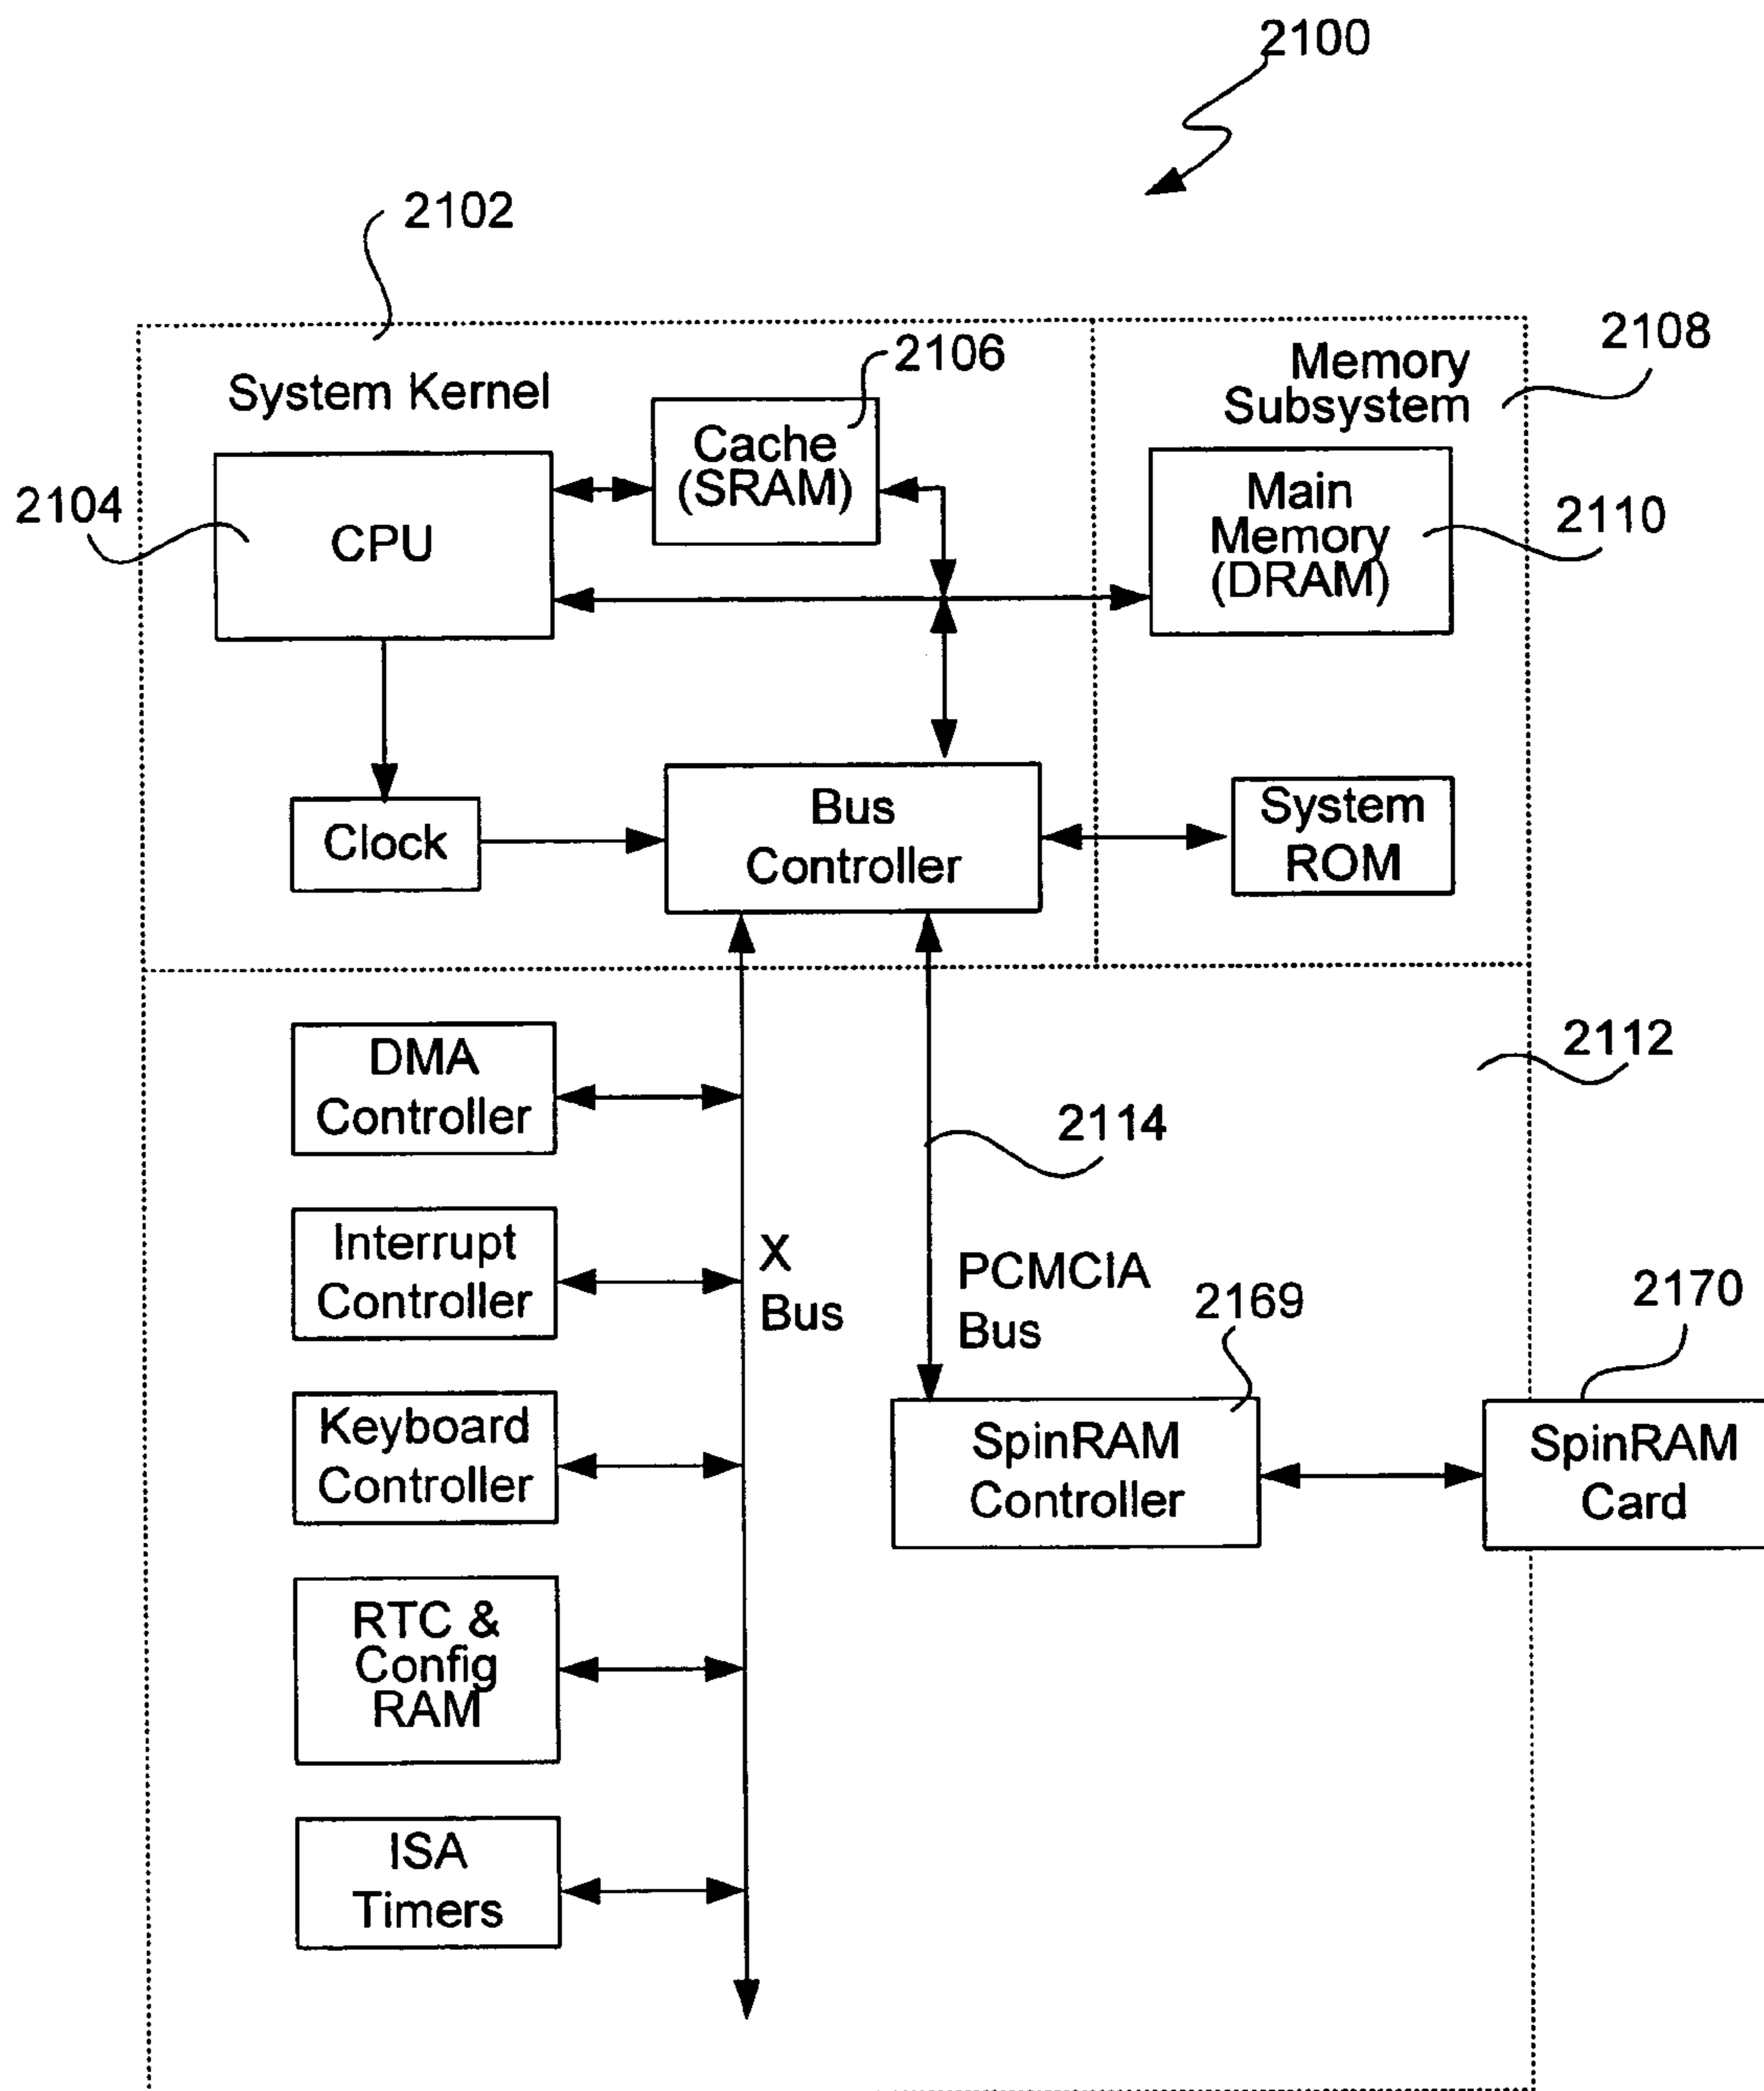 2100
2102
2108
2106
System Kernel
Memory
Subsystem
Cache
(SRAM)
2104
CPU
Main
Memory
(DRAM)
2110
Clock
Bus
Controller
System
ROM
DMA
Controller
2112
2114
Interrupt
Controller
X
Bus
PCMCIA
Bus
2169
2170
Keyboard
Controller
SpinRAM
Controller
SpinRAM
Card
RTC &
Config
RAM
ISA
Timers